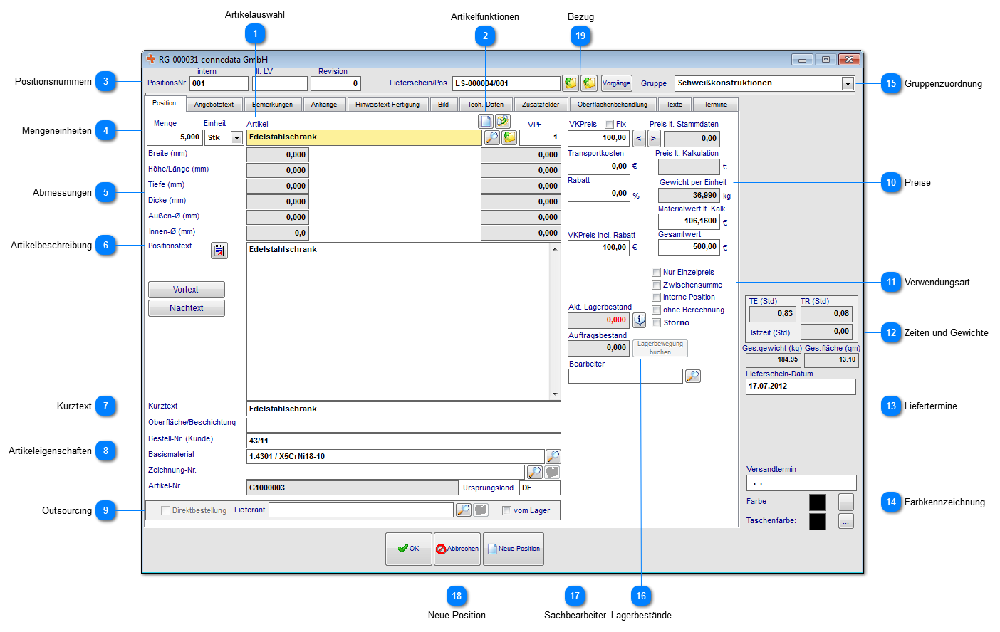 Artikelauswahl
Artikelfunktionen
Bezug
1
2
19
RG-000031 connedata GmbH
intern
lt. LV
Revision
Positionsnummern 3
PositionsNr 001
0
Lieferschein/Pos. LS-000004/001
Vorgänge
Gruppe Schweißkonstruktionen
15 Gruppenzuordnung
Position
Angebotstext
Bemerkungen
Anhänge
Hinweistext Fertigung
Bild
Tech. Daten
Zusatzfelder
Oberflächenbehandlung
Texte
Termine
Menge
Einheit
Artikel
VPE
VKPreis
Fix
Preis lt. Stammdaten
Mengeneinheiten 4
5,000
Stk
Edelstahlschrank
1
100,00
<
>
0,00
Breite (mm)
0,000
0,000
Transportkosten
Preis lt. Kalkulation
Höhe/Länge (mm)
0,000
0,000
0,00 €
€
Tiefe (mm)
0,000
0,000
Rabatt
Gewicht per Einheit
10 Preise
Abmessungen 5
Dicke (mm)
0,000
0,000
0,00 %
36,990 kg
Außen-Ø (mm)
0,000
0,000
Materialwert lt. Kalk.
106,1600 €
Innen-Ø (mm)
0,0
0,000
VKPreis incl. Rabatt
Gesamtwert
Artikelbeschreibung 6
Positionstext
Edelstahlschrank
100,00 €
500,00 €
Nur Einzelpreis
Zwischensumme
interne Position
ohne Berechnung
Storno
11 Verwendungsart
Vortext
Nachtext
Akt. Lagerbestand
0,000
Auftragsbestand
0,000
Lagerbewegung
buchen
Bearbeiter
TE (Std)
TR (Std)
0,83
0,08
Istzeit (Std)
0,00
12 Zeiten und Gewichte
Ges.gewicht (kg)
Ges.fläche (qm)
184,95
13,10
Lieferschein-Datum
17.07.2012
13 Liefertermine
Kurztext 7
Kurztext
Edelstahlschrank
Oberfläche/Beschichtung
Bestell-Nr. (Kunde)
43/11
Artikeleigenschaften 8
Basismaterial
1.4301 / X5CrNi18-10
Zeichnung-Nr.
Artikel-Nr.
G1000003
Ursprungsland
DE
Versandtermin
. .
Farbe
...
14 Farbkennzeichnung
Taschenfarbe:
...
Outsourcing 9
Direktbestellung
Lieferant
vom Lager
OK
Abbrechen
Neue Position
18
17
16
Neue Position
Sachbearbeiter
Lagerbestände